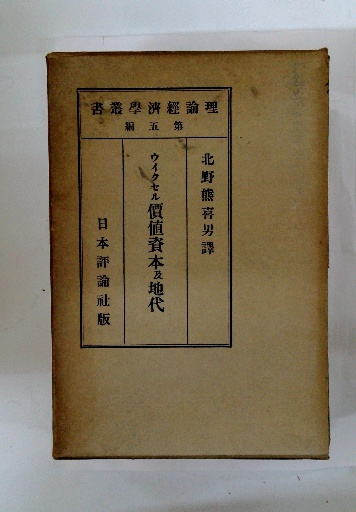 理論經濟學叢書
第五編
北野熊喜男譯
ウイクセル 價値資本及地代
日本評論社版